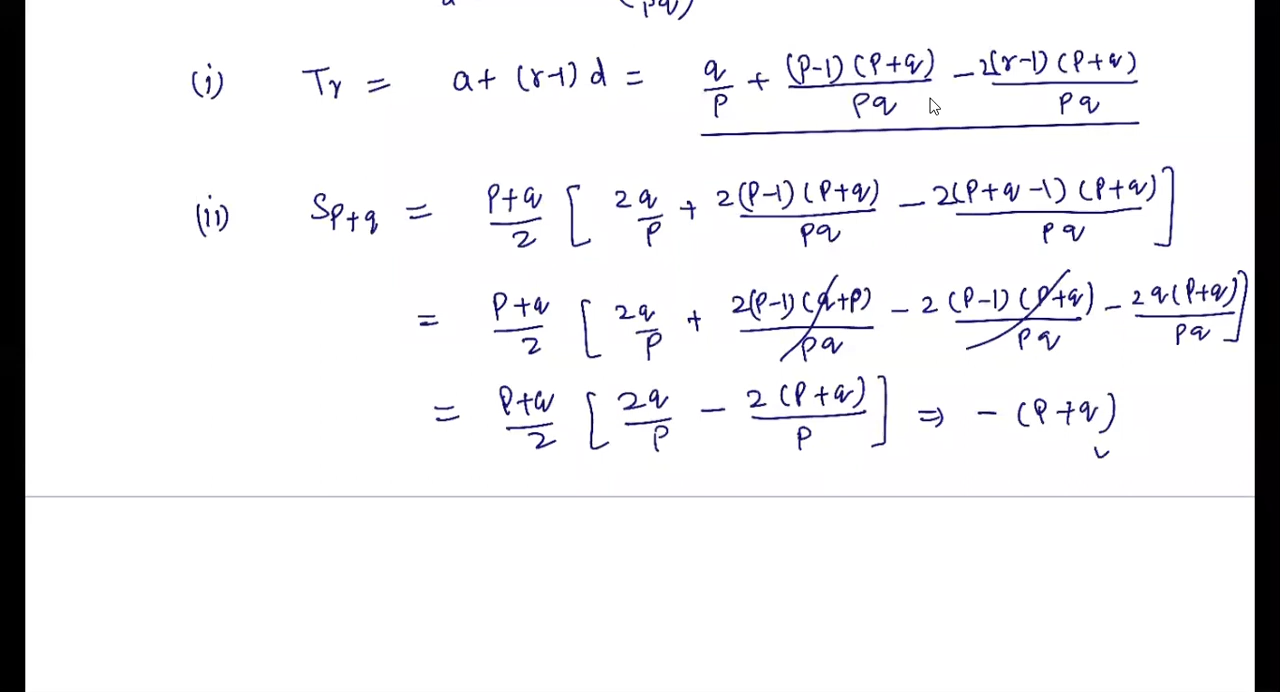 (pq)
(i) Tr = a + (r-1) d = q/p + (p-1)(p+q)/pq - 2(r-1)(p+q)/pq
(ii) Sp+q = p+q/2 [ 2q/p + 2(p-1)(p+q)/pq - 2(p+q-1)(p+q)/pq ]
= p+q/2 [ 2q/p + 2(p-1)(q+p)/pq - 2(p-1)(p+q)/pq - 2q(p+q)/pq ]
= p+q/2 [ 2q/p - 2(p+q)/p ] ⇒ - (p+q)